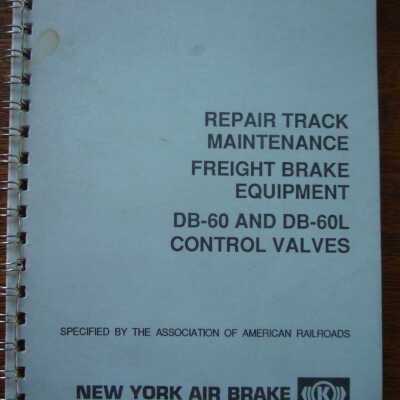 REPAIR TRACK
MAINTENANCE
FREIGHT BRAKE
EQUIPMENT
DB-60 AND DB-60L
CONTROL VALVES
SPECIFIED BY THE ASSOCIATION OF AMERICAN RAILROADS
NEW YORK AIR BRAKE K